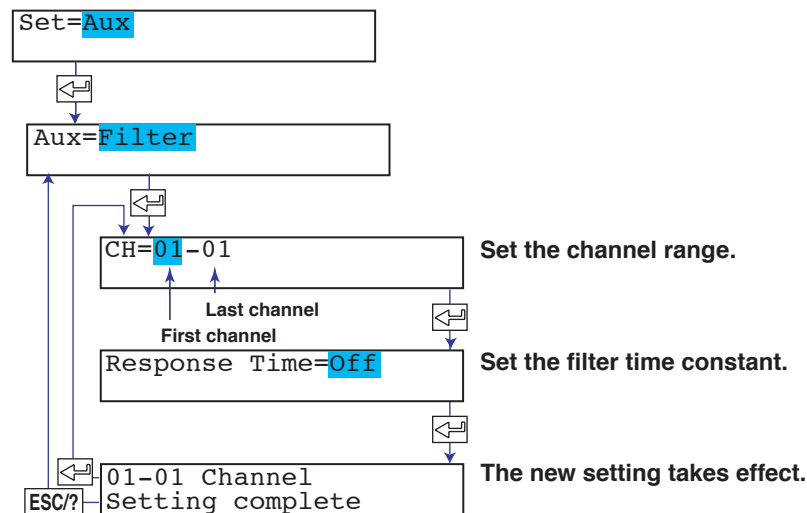 Set=Aux
Aux=Filter
CH=01-01
Set the channel range.
Last channel
First channel
Response Time=Off
Set the filter time constant.
01-01 Channel
The new setting takes effect.
ESC/?
Setting complete